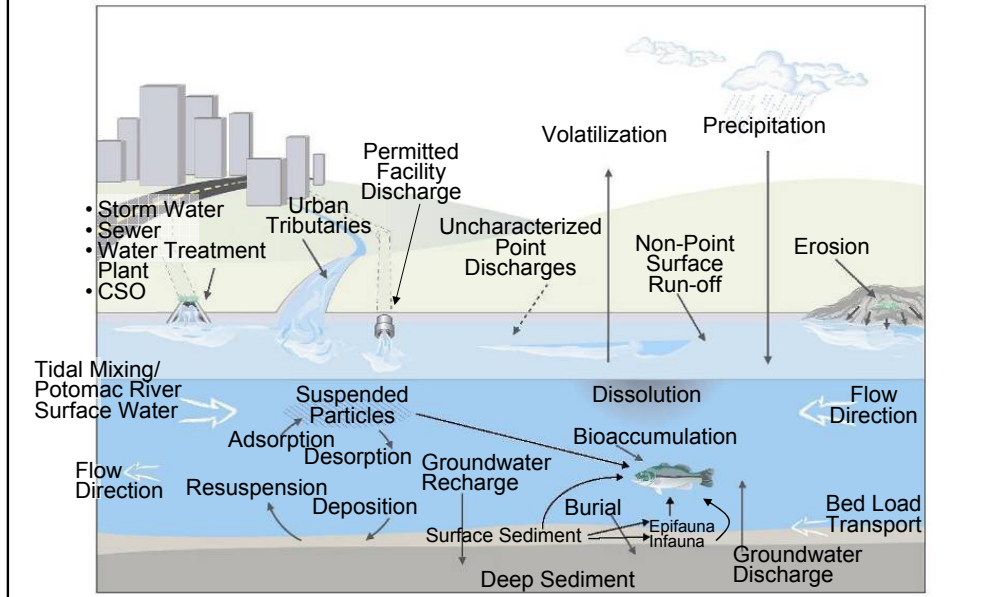 Volatilization
Precipitation
Permitted
Facility
Discharge
• Storm Water
• Sewer
• Water Treatment
Plant
• CSO
Urban
Tributaries
Uncharacterized
Point
Discharges
Non-Point
Surface
Run-off
Erosion
Tidal Mixing/
Potomac River
Surface Water
Suspended
Particles
Dissolution
Flow
Direction
Adsorption
Desorption
Bioaccumulation
Flow
Direction
Resuspension
Deposition
Groundwater
Recharge
Burial
Surface Sediment
Epifauna
Infauna
Bed Load
Transport
Groundwater
Discharge
Deep Sediment